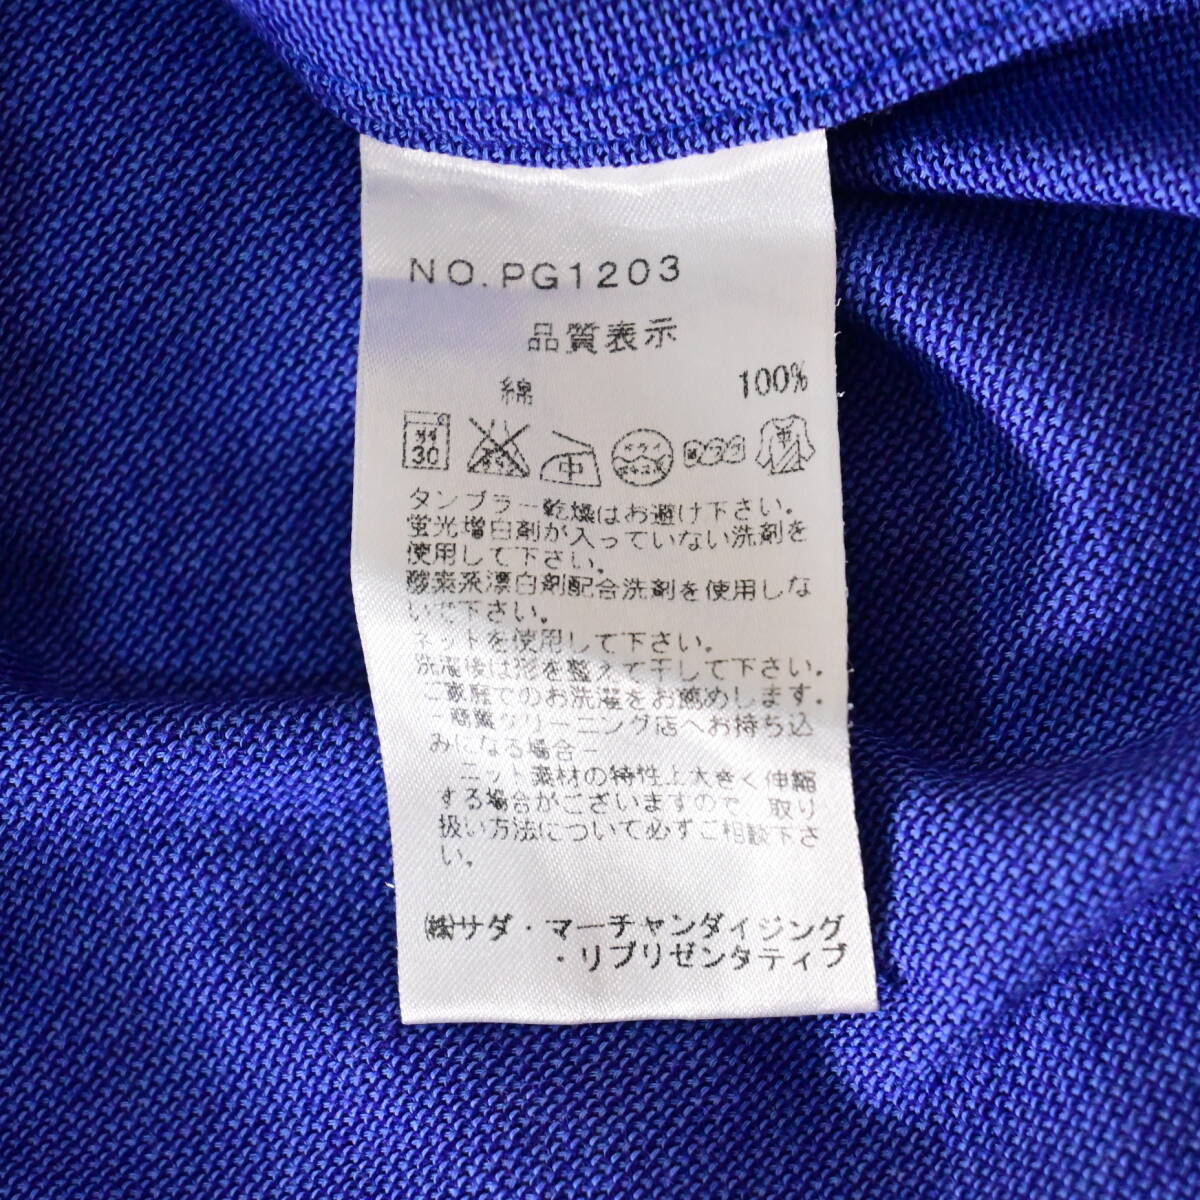 NO.PG1203
品質表示
綿 100%
30 中
タンブラー乾燥はお避け下さい。
蛍光増白剤が入っていない洗剤を
使用して下さい。
酸素系漂白剤配合洗剤を使用しな
いで下さい。
ネットを使用して下さい。
洗濯後は形を整えて干して下さい。
ご家庭でのお洗濯をお薦めします。
-商業クリーニング店へお持ち込
みになる場合-
ニット素材の特性上大きく伸縮
する場合がございますので、取り
扱い方法について必ずご相談下さ
い。
㈱サダ・マーチャンダイジング
・リプリゼンタティブ